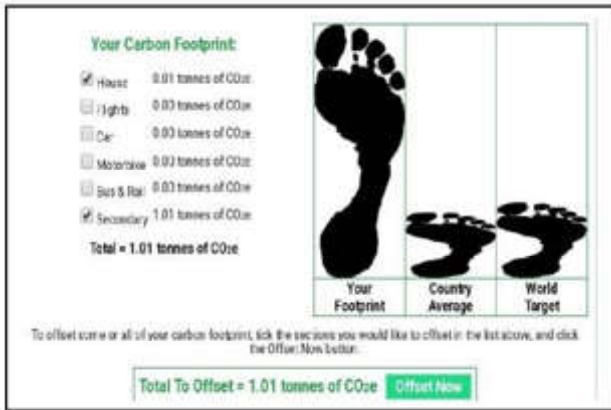 Your Carbon Footprint:
House 0.01 tonnes of CO2e
Flights 0.00 tonnes of CO2e
Car 0.00 tonnes of CO2e
Motorbike 0.00 tonnes of CO2e
Bus & Rail 0.00 tonnes of CO2e
Secondary 1.01 tonnes of CO2e
Total = 1.01 tonnes of CO2e
Your Footprint
Country Average
World Target
To offset some or all of your carbon footprint, tick the sections you would like to offset in the list above, and click
the Offset Now button.
Total To Offset = 1.01 tonnes of CO2e Offset Now